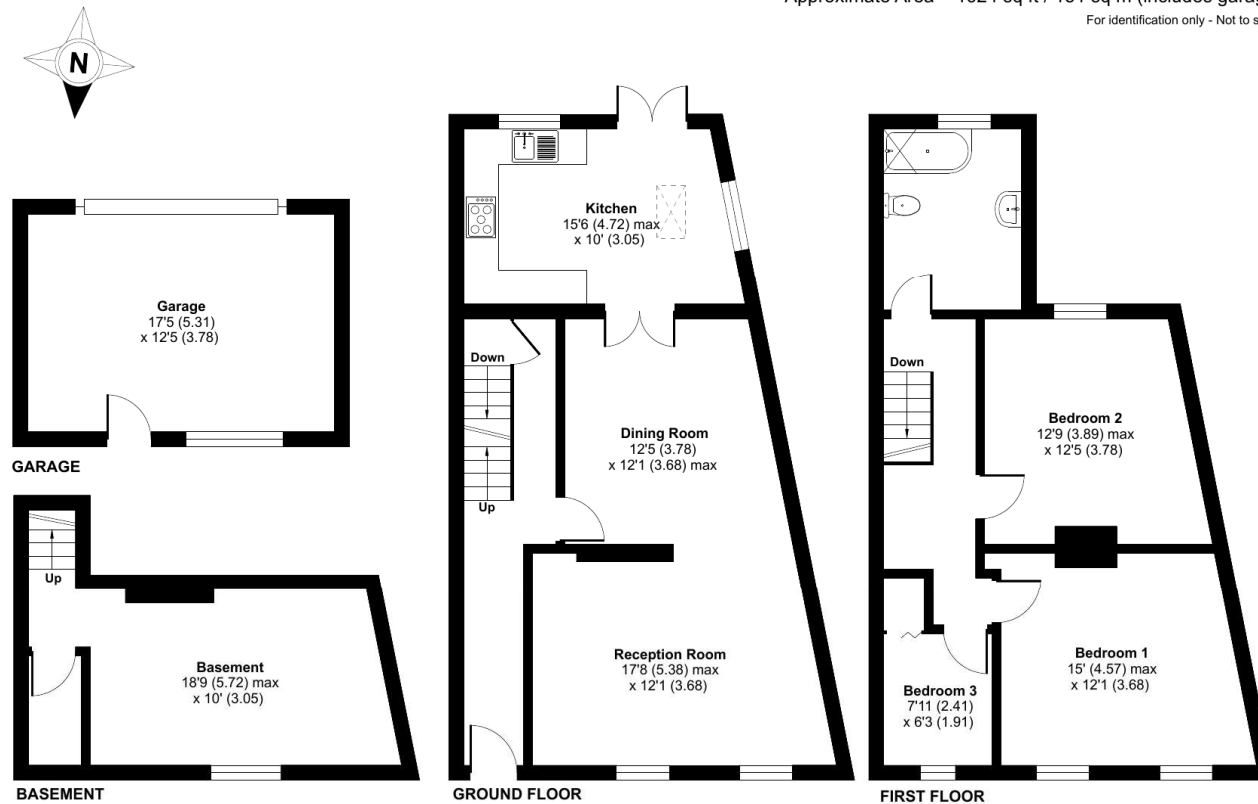 For identification only - Not to s
N
Kitchen
15'6 (4.72) max
x 10' (3.05)
Garage
17'5 (5.31)
x 12'5 (3.78)
GARAGE
Down
Up
Dining Room
12'5 (3.78)
x 12'1 (3.68) max
Reception Room
17'8 (5.38) max
x 12'1 (3.68)
GROUND FLOOR
Up
Basement
18'9 (5.72) max
x 10' (3.05)
BASEMENT
Down
Bedroom 2
12'9 (3.89) max
x 12'5 (3.78)
Bedroom 1
15' (4.57) max
x 12'1 (3.68)
Bedroom 3
7'11 (2.41)
x 6'3 (1.91)
FIRST FLOOR